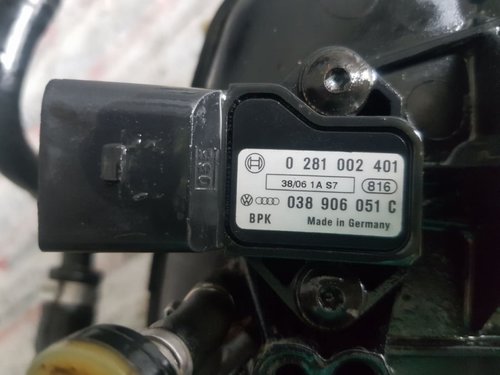 0 281 002 401
38/06 1A S7 816
038 906 051 C
BPK Made in Germany